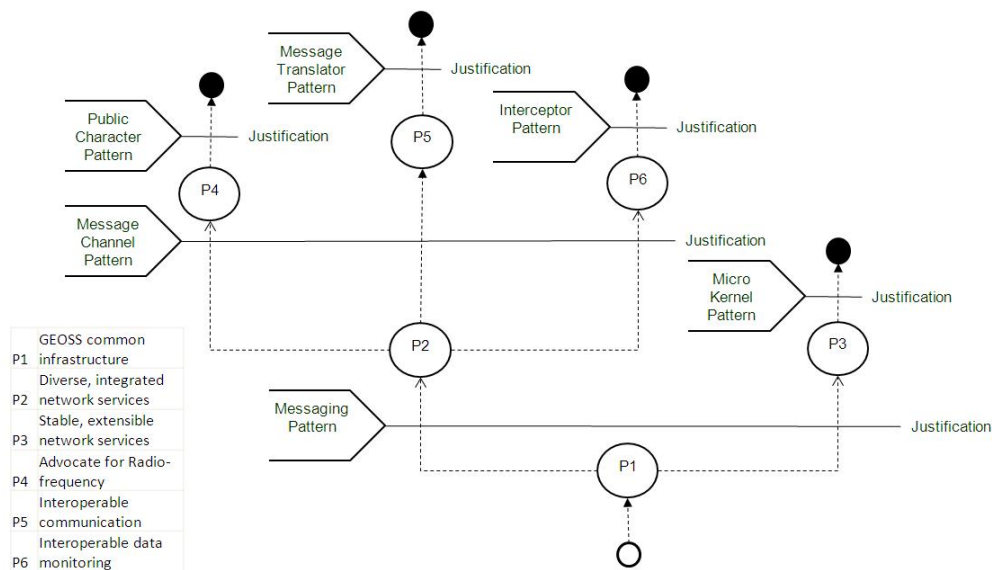 Message
Translator
Pattern
Justification
Public
Character
Pattern
Justification
P5
Interceptor
Pattern
Justification
P4
P6
Message
Channel
Pattern
Justification
Micro
Kernel
Pattern
Justification
P2
P3
Messaging
Pattern
Justification
P1
P1 GEOSS common
infrastructure
P2 Diverse, integrated
network services
P3 Stable, extensible
network services
P4 Advocate for Radio-
frequency
P5 Interoperable
communication
P6 Interoperable data
monitoring